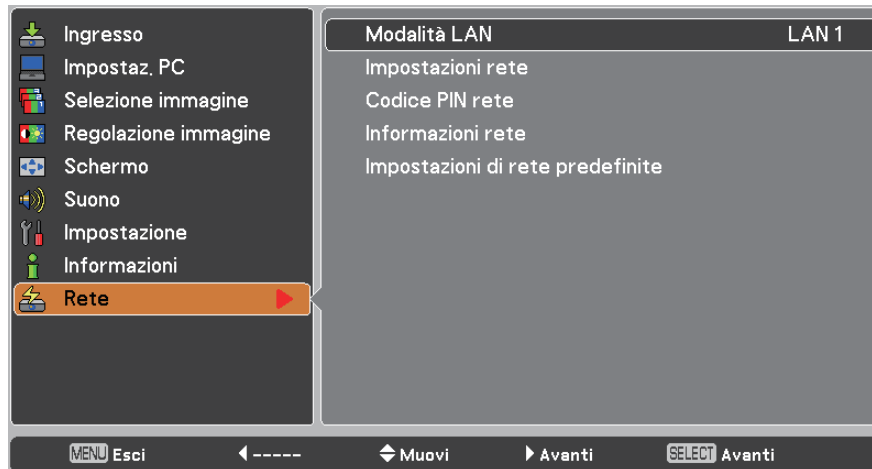 Ingresso
Impostaz. PC
Selezione immagine
Regolazione immagine
Schermo
Suono
Impostazione
Informazioni
Rete
Modalità LAN LAN 1
Impostazioni rete
Codice PIN rete
Informazioni rete
Impostazioni di rete predefinite
MENU Esci ----- Muovi Avanti SELECT Avanti